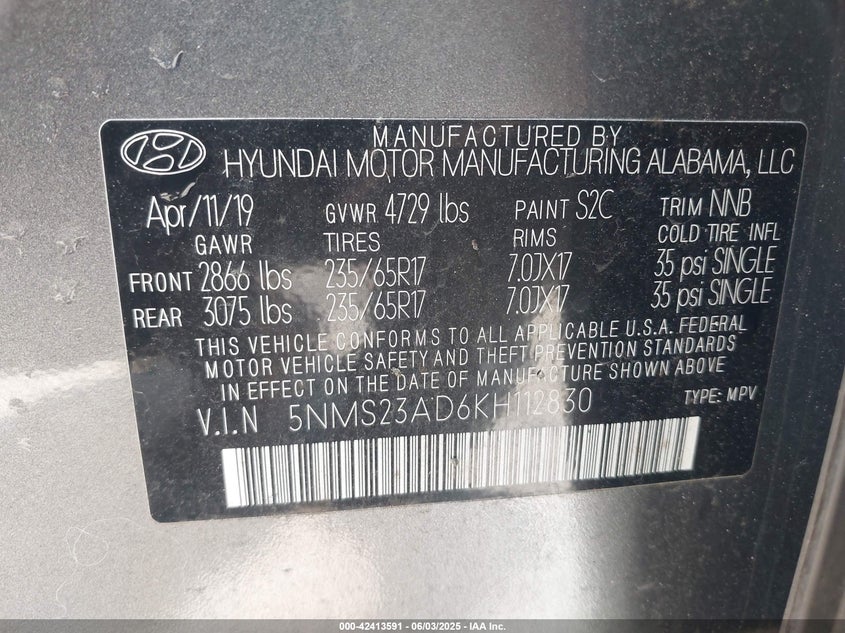 MANUFACTURED BY
HYUNDAI MOTOR MANUFACTURING ALABAMA, LLC
Apr/11/19 GVWR 4729 lbs PAINT S2C TRIM NNB
GAWR TIRES RIMS COLD TIRE INFL
FRONT 2866 lbs 235/65R17 7.0JX17 35 psi SINGLE
REAR 3075 lbs 235/65R17 7.0JX17 35 psi SINGLE
THIS VEHICLE CONFORMS TO ALL APPLICABLE U.S.A. FEDERAL
MOTOR VEHICLE SAFETY AND THEFT PREVENTION STANDARDS
IN EFFECT ON THE DATE OF MANUFACTURE SHOWN ABOVE
V.I.N 5NMS23AD6KH112830 TYPE: MPV
000-42413591 - 06/03/2025 - IAA Inc.